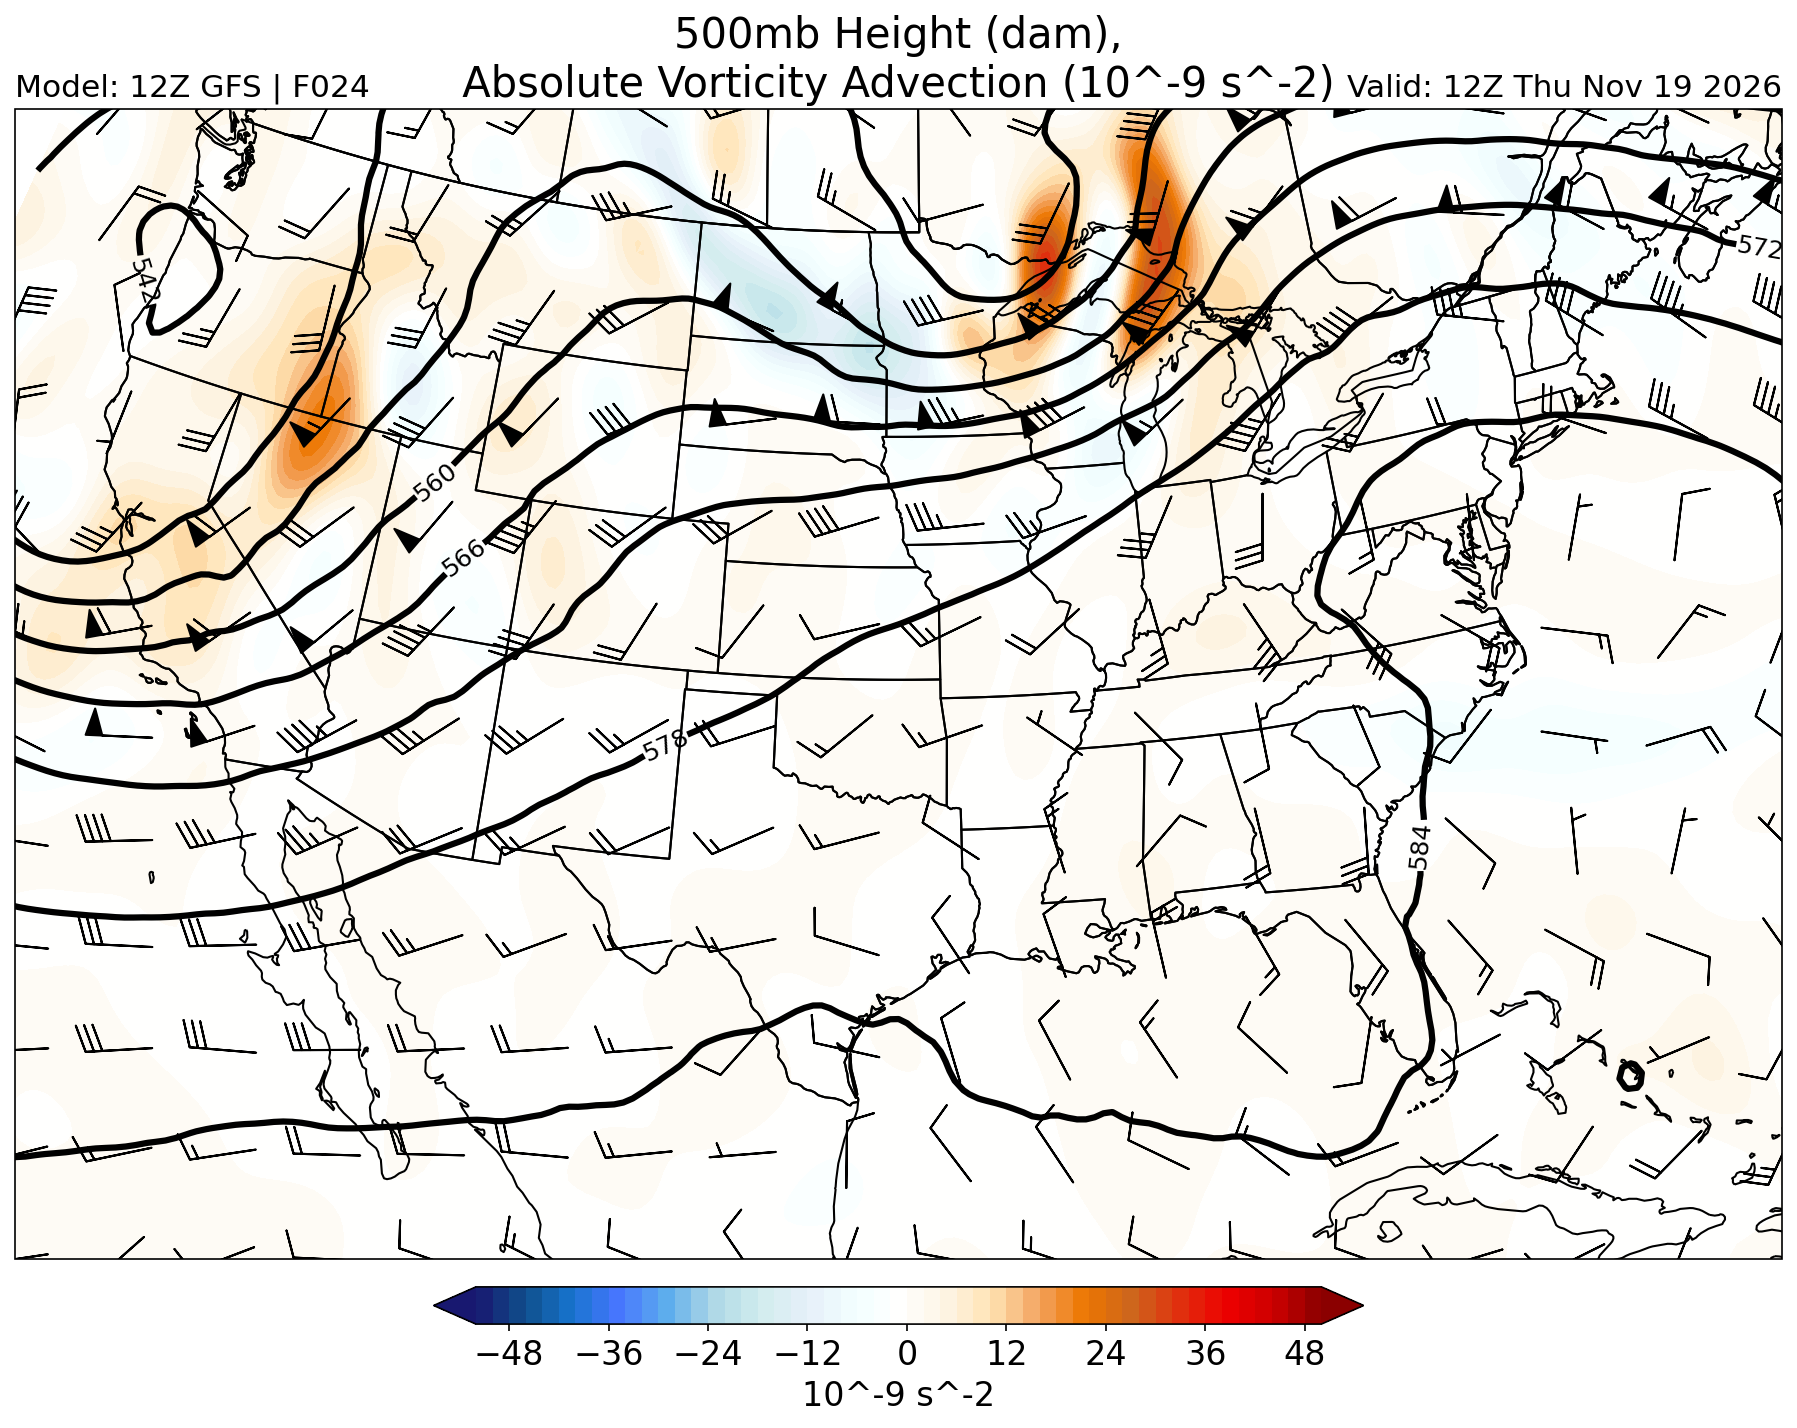 500mb Height (dam),
Model: 12Z GFS | F024
Absolute Vorticity Advection (10^-9 s^-2)
Valid: 12Z Thu Nov 19 2026
572
542
560
566
578
584
−48 −36 −24 −12 0 12 24 36 48
10^-9 s^-2